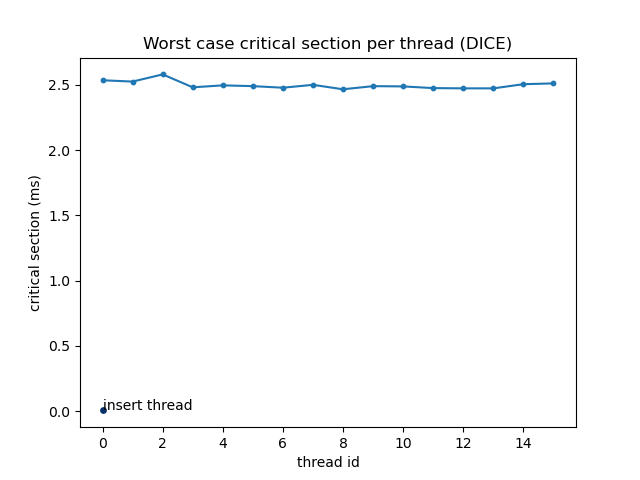 Worst case critical section per thread (DICE)
critical section (ms)
2.5
2.0
1.5
1.0
0.5
0.0
insert thread
0 2 4 6 8 10 12 14
thread id